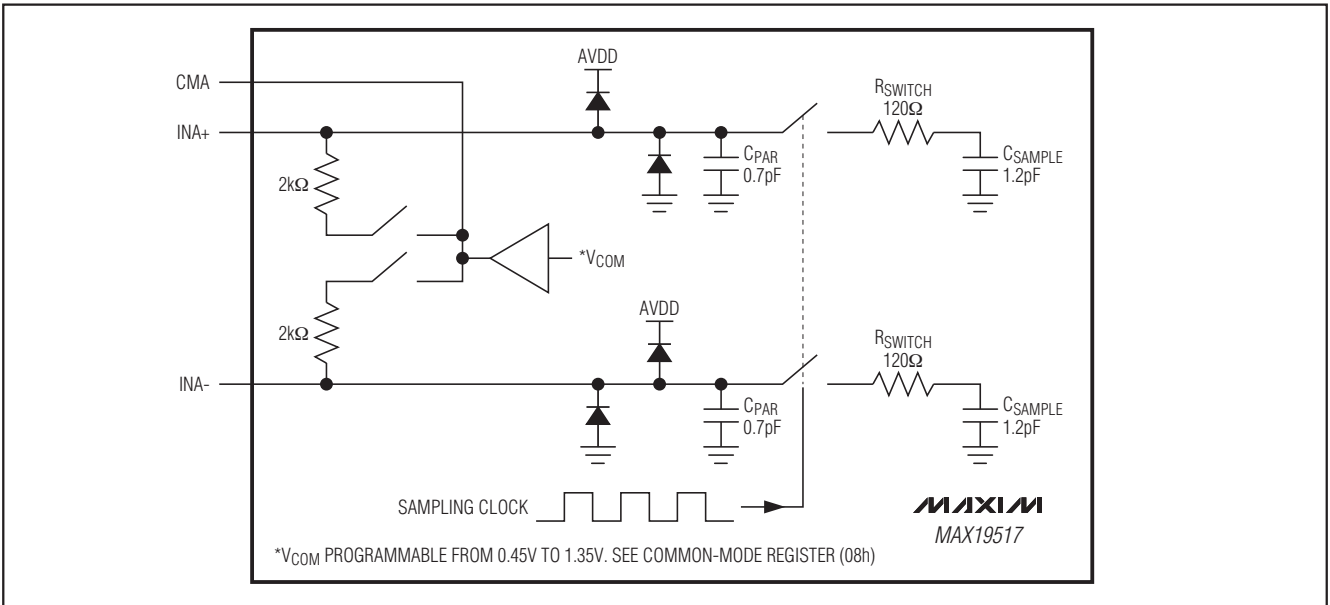 CMA
AVDD
RSWITCH
120Ω
INA+
2kΩ
CPAR
0.7pF
CSAMPLE
1.2pF
*VCOM
2kΩ
AVDD
RSWITCH
120Ω
INA-
CPAR
0.7pF
CSAMPLE
1.2pF
SAMPLING CLOCK
MAXIM
MAX19517
*VCOM PROGRAMMABLE FROM 0.45V TO 1.35V. SEE COMMON-MODE REGISTER (08h)